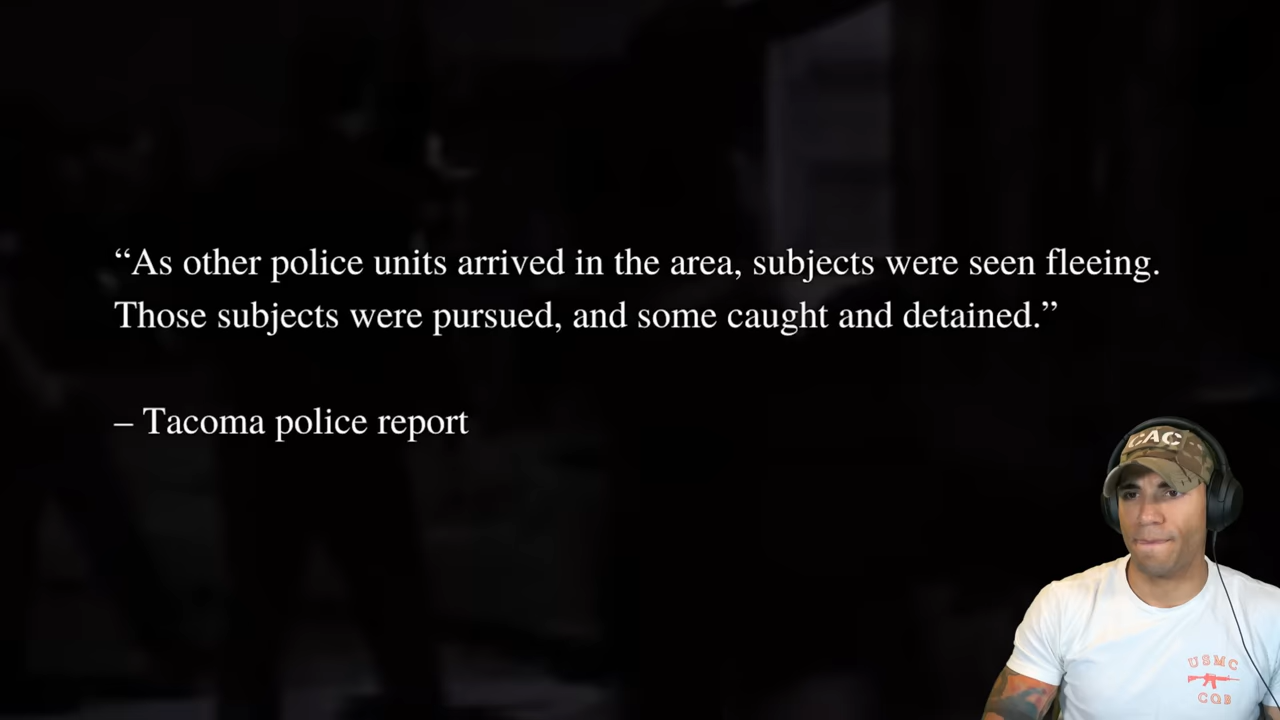 “As other police units arrived in the area, subjects were seen fleeing.
Those subjects were pursued, and some caught and detained.”
– Tacoma police report
CAC
USMC
CQB